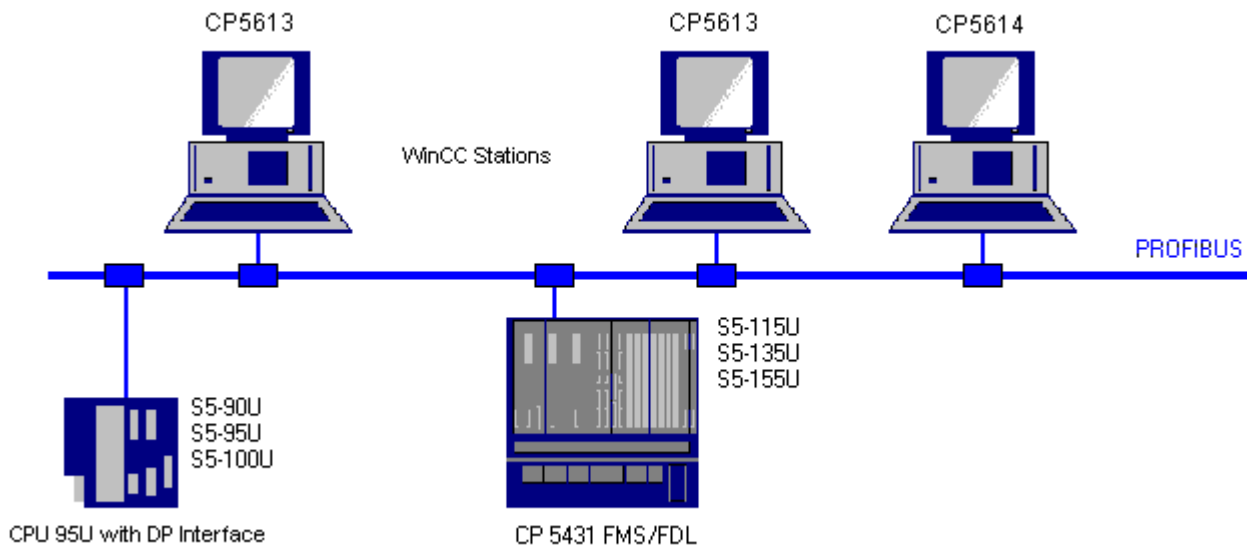 CP5613
CP5613
CP5614
WinCC Stations
PROFIBUS
S5-115U
S5-135U
S5-155U
S5-90U
S5-95U
S5-100U
CPU 95U with DP Interface
CP 5431 FMS/FDL